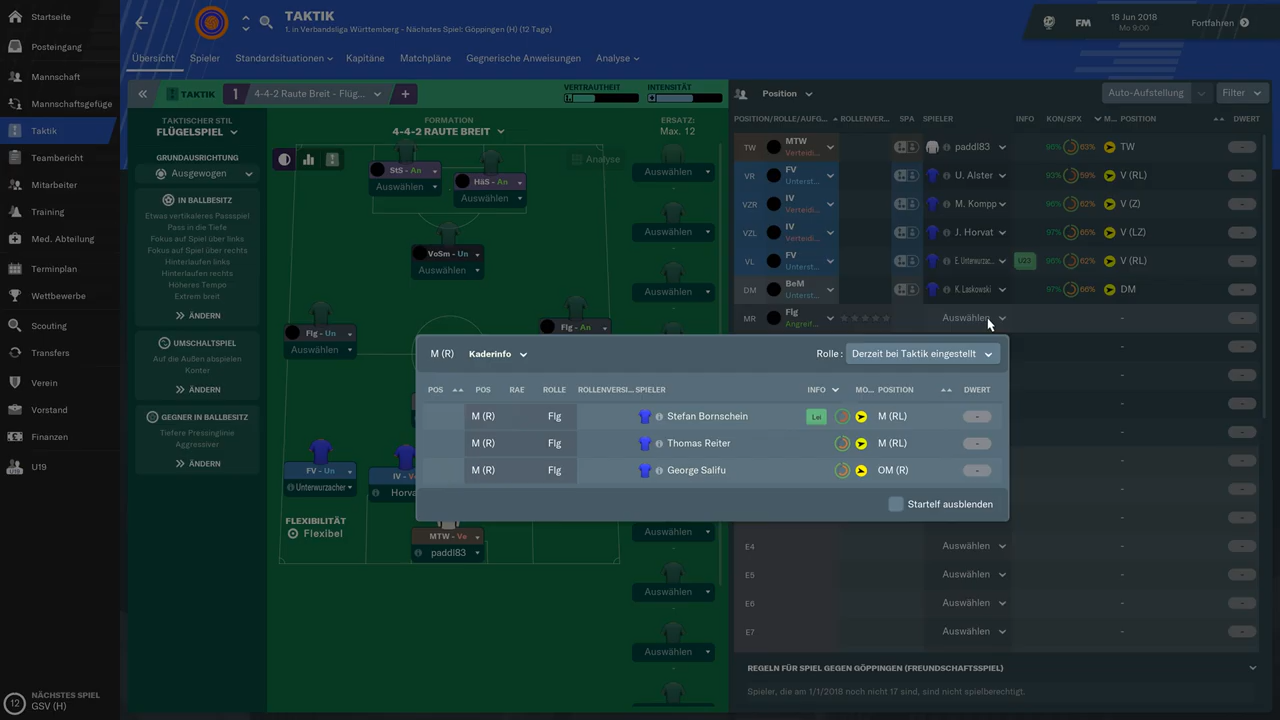 Startseite
Posteingang
Mannschaft
Mannschaftsgefüge
Taktik
Teambericht
Mitarbeiter
Training
Med. Abteilung
Terminplan
Wettbewerbe
Scouting
Transfers
Verein
Vorstand
Finanzen
U19
12
NÄCHSTES SPIEL
GSV (H)
TAKTIK
1. in Verbandsliga Württemberg - Nächstes Spiel: Göppingen (H) (12 Tage)
FM
18 Jun 2018
Mo 9:00
Fortfahren
Übersicht
Spieler
Standardsituationen
Kapitäne
Matchpläne
Gegnerische Anweisungen
Analyse
TAKTIK
1
4-4-2 Raute Breit - Flüg...
VERTRAUTHEIT
INTENSITÄT
TAKTISCHER STIL
FLÜGELSPIEL
GRUNDAUSRICHTUNG
Ausgewogen
IN BALLBESITZ
Etwas vertikaleres Passspiel
Pass in die Tiefe
Fokus auf Spiel über links
Fokus auf Spiel über rechts
Hinterlaufen links
Hinterlaufen rechts
Höheres Tempo
Extrem breit
ÄNDERN
UMSCHALTSPIEL
Auf die Außen abspielen
Konter
ÄNDERN
GEGNER IN BALLBESITZ
Tiefere Pressinglinie
Aggressiver
ÄNDERN
FORMATION
4-4-2 RAUTE BREIT
ERSATZ:
Max. 12
Analyse
StS - An
Auswählen
HäS - An
Auswählen
VoSm - Un
Auswählen
Flg - Un
Auswählen
Flg - An
FV - Un
Unterwurzacher
IV - Ve
Horva
MTW - Ve
paddl83
FLEXIBILITÄT
Flexibel
Auswählen
Auswählen
Auswählen
Auswählen
Auswählen
Auswählen
Position
Auto-Aufstellung
Filter
POSITION/ROLLE/AUFG...
ROLLENVER...
SPA
SPIELER
INFO
KON/SPX
M...
POSITION
DWERT
TW
MTW
Verteidi...
paddl83
90%
63%
TW
VR
FV
Unterst...
U. Alster
93%
59%
V (RL)
VZR
IV
Verteidi...
M. Kompp
96%
62%
V (Z)
VZL
IV
Verteidi...
J. Horvat
97%
65%
V (LZ)
VL
FV
Unterst...
E. Unterwurzac...
U23
96%
62%
V (RL)
DM
BeM
Unterst...
K. Laskowski
97%
66%
DM
MR
Flg
Angreif...
Auswählen
-
-
M (R)
Kaderinfo
Rolle :
Derzeit bei Taktik eingestellt
POS
POS
RAE
ROLLE
ROLLENVERSI...
SPIELER
INFO
MO...
POSITION
DWERT
M (R)
Flg
Stefan Bornschein
Lei
M (RL)
-
M (R)
Flg
Thomas Reiter
M (RL)
-
M (R)
Flg
George Salifu
OM (R)
-
Startelf ausblenden
E4
Auswählen
-
-
E5
Auswählen
-
-
E6
Auswählen
-
-
E7
Auswählen
-
-
REGELN FÜR SPIEL GEGEN GÖPPINGEN (FREUNDSCHAFTSSPIEL)
Spieler, die am 1/1/2018 noch nicht 17 sind, sind nicht spielberechtigt.